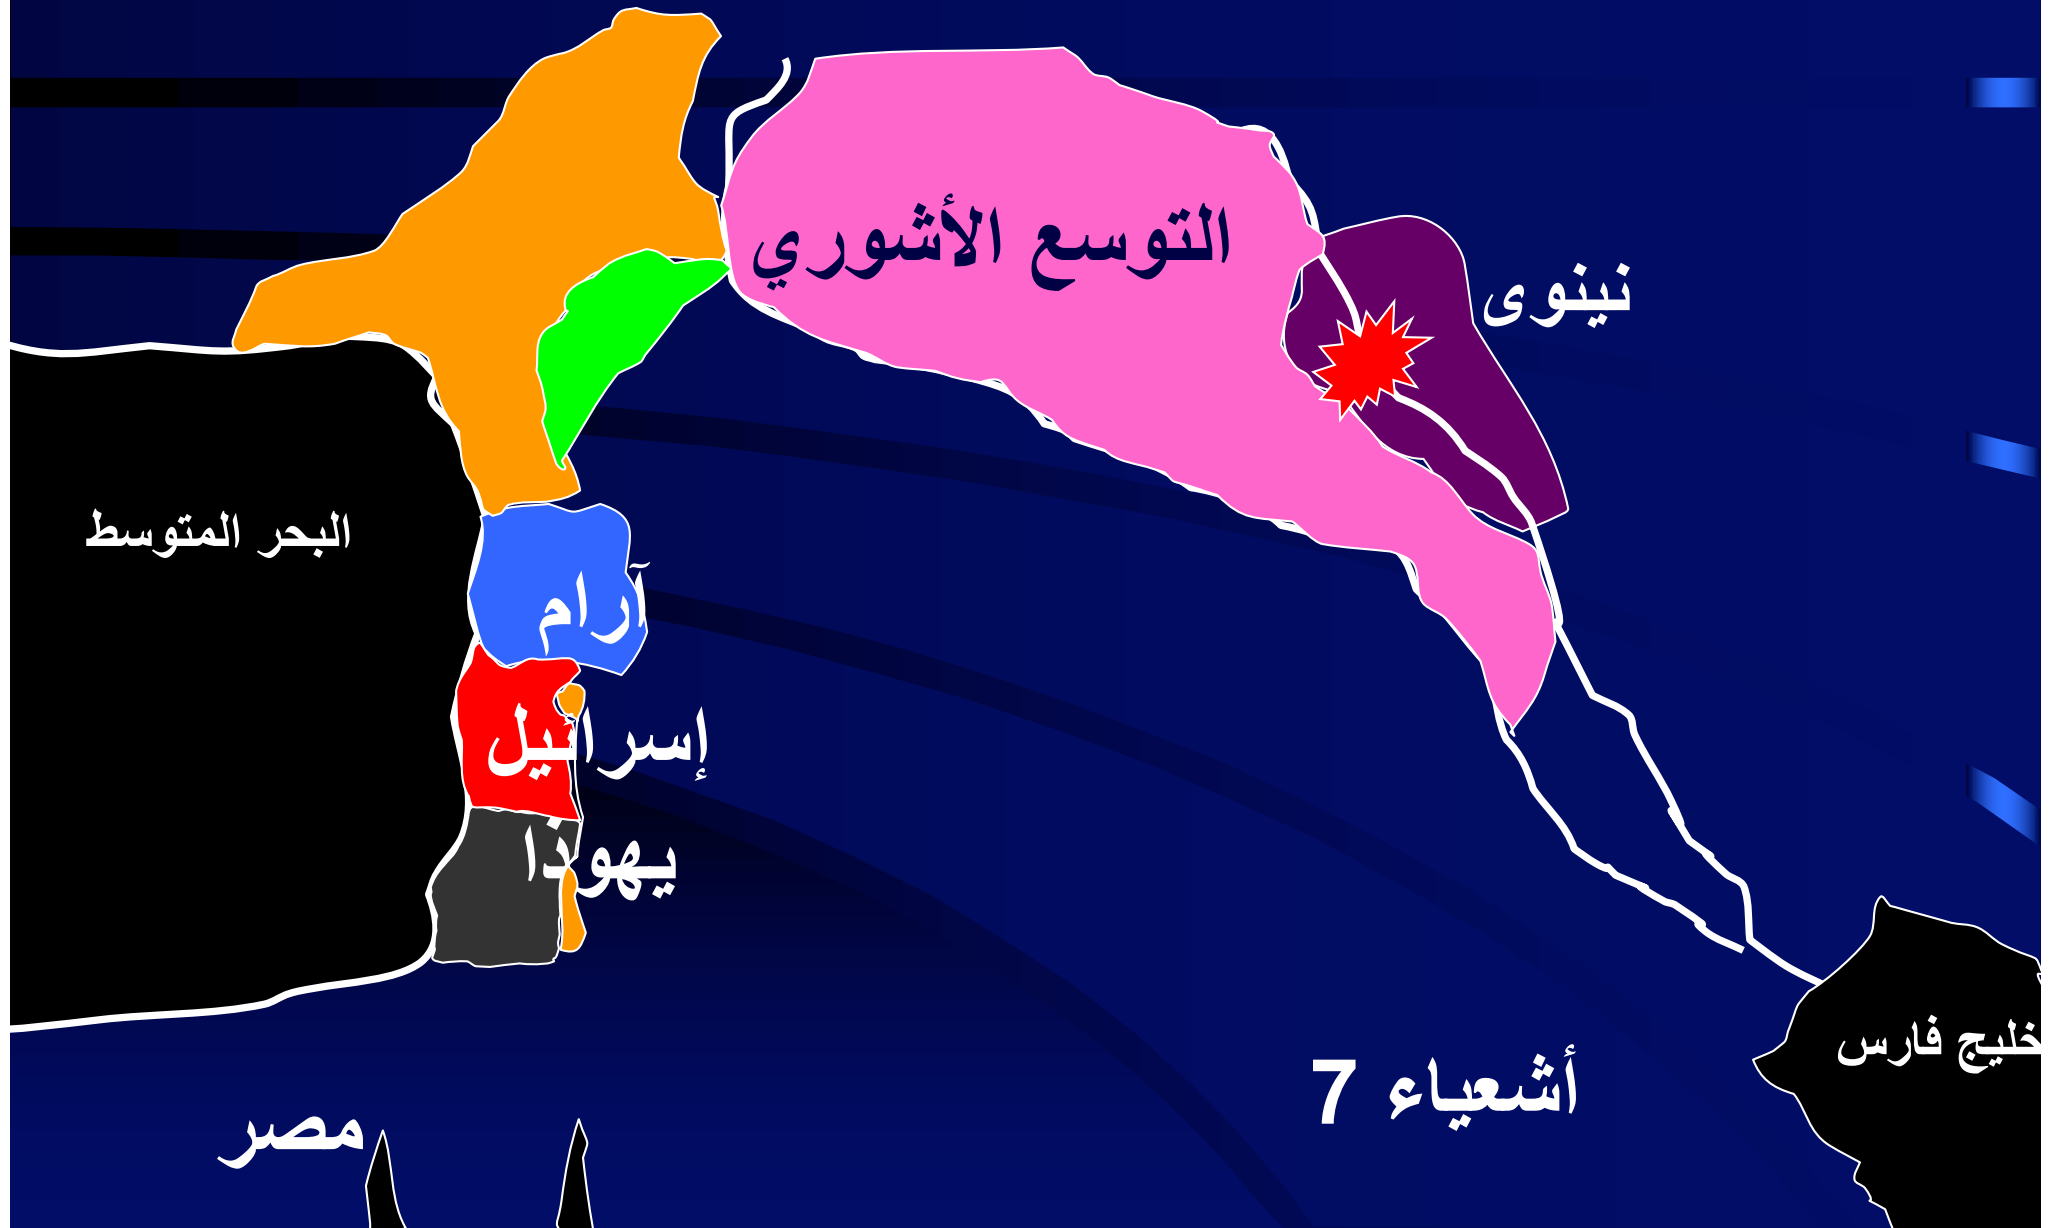 التوسع الأشوري
نينوى
البحر المتوسط
آرام
إسرائيل
يهوذا
خليج فارس
أشعياء 7
مصر